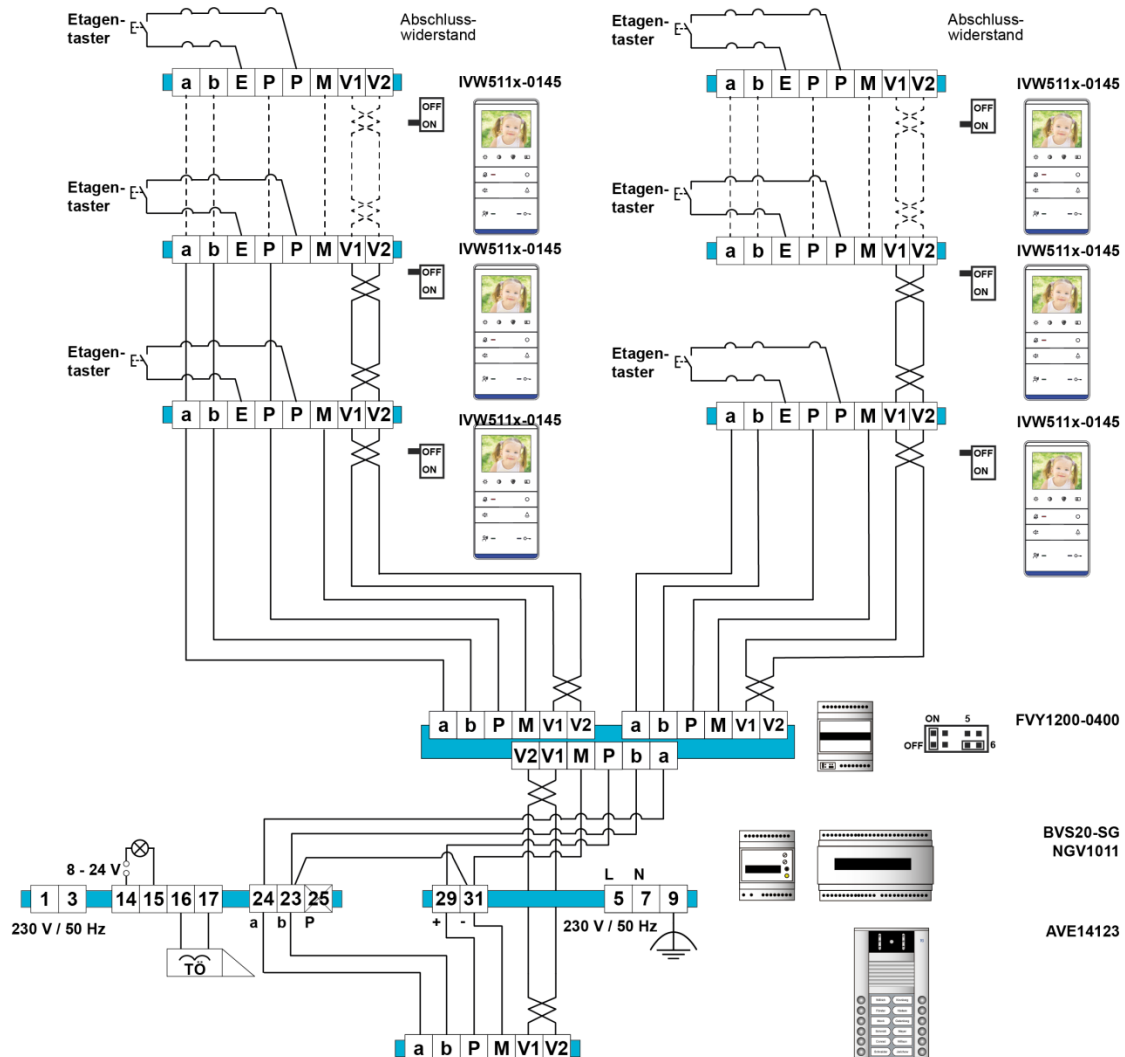 Etagen-
taster
Abschluss-
widerstand
Etagen-
taster
Abschluss-
widerstand
a b E P P M V1 V2
IVW511x-0145
a b E P P M V1 V2
IVW511x-0145
OFF
ON
OFF
ON
Etagen-
taster
Etagen-
taster
a b E P P M V1 V2
IVW511x-0145
a b E P P M V1 V2
IVW511x-0145
OFF
ON
OFF
ON
Etagen-
taster
Etagen-
taster
a b E P P M V1 V2
IVW511x-0145
a b E P P M V1 V2
IVW511x-0145
OFF
ON
OFF
ON
a b P M V1 V2
a b P M V1 V2
ON 5
OFF 6
FVY1200-0400
V2 V1 M P b a
BVS20-SG
NGV1011
8 - 24 V
L N
1 3 14 15 16 17 24 23 25 29 31 5 7 9
a b P + -
230 V / 50 Hz
230 V / 50 Hz
TÖ
AVE14123
a b P M V1 V2